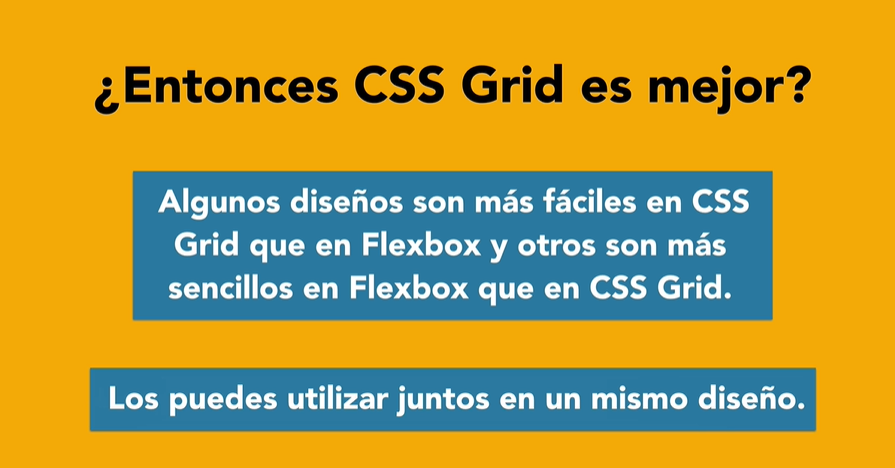 ¿Entonces CSS Grid es mejor?
Algunos diseños son más fáciles en CSS
Grid que en Flexbox y otros son más
sencillos en Flexbox que en CSS Grid.
Los puedes utilizar juntos en un mismo diseño.